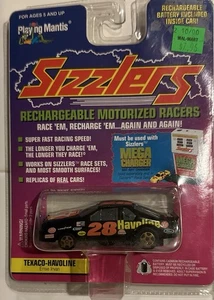 FOR AGES 5 AND UP
Playing Mantis
RECHARGEABLE
BATTERY INCLUDED
INSIDE CAR!
Sizzlers
RECHARGEABLE MOTORIZED RACERS
RACE 'EM, RECHARGE 'EM... AGAIN AND AGAIN!
SUPER FAST RACING SPEED!
THE LONGER YOU CHARGE 'EM,
THE LONGER THEY RACE!
WORKS ON SIZZLERS RACE SETS,
AND MOST SMOOTH SURFACES!
REPLICAS OF REAL CARS!
Must be used with
Sizzlers
MEGA
CHARGER
28
Havoline
TEXACO-HAVOLINE